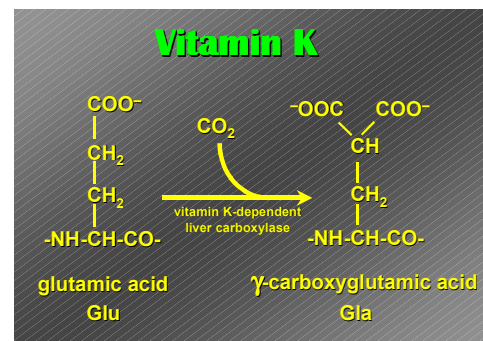 Vitamin K
COO–
CH2
CH2
-NH-CH-CO-
glutamic acid
Glu
CO2
vitamin K-dependent
liver carboxylase
–OOC COO–
CH
CH2
-NH-CH-CO-
γ-carboxyglutamic acid
Gla